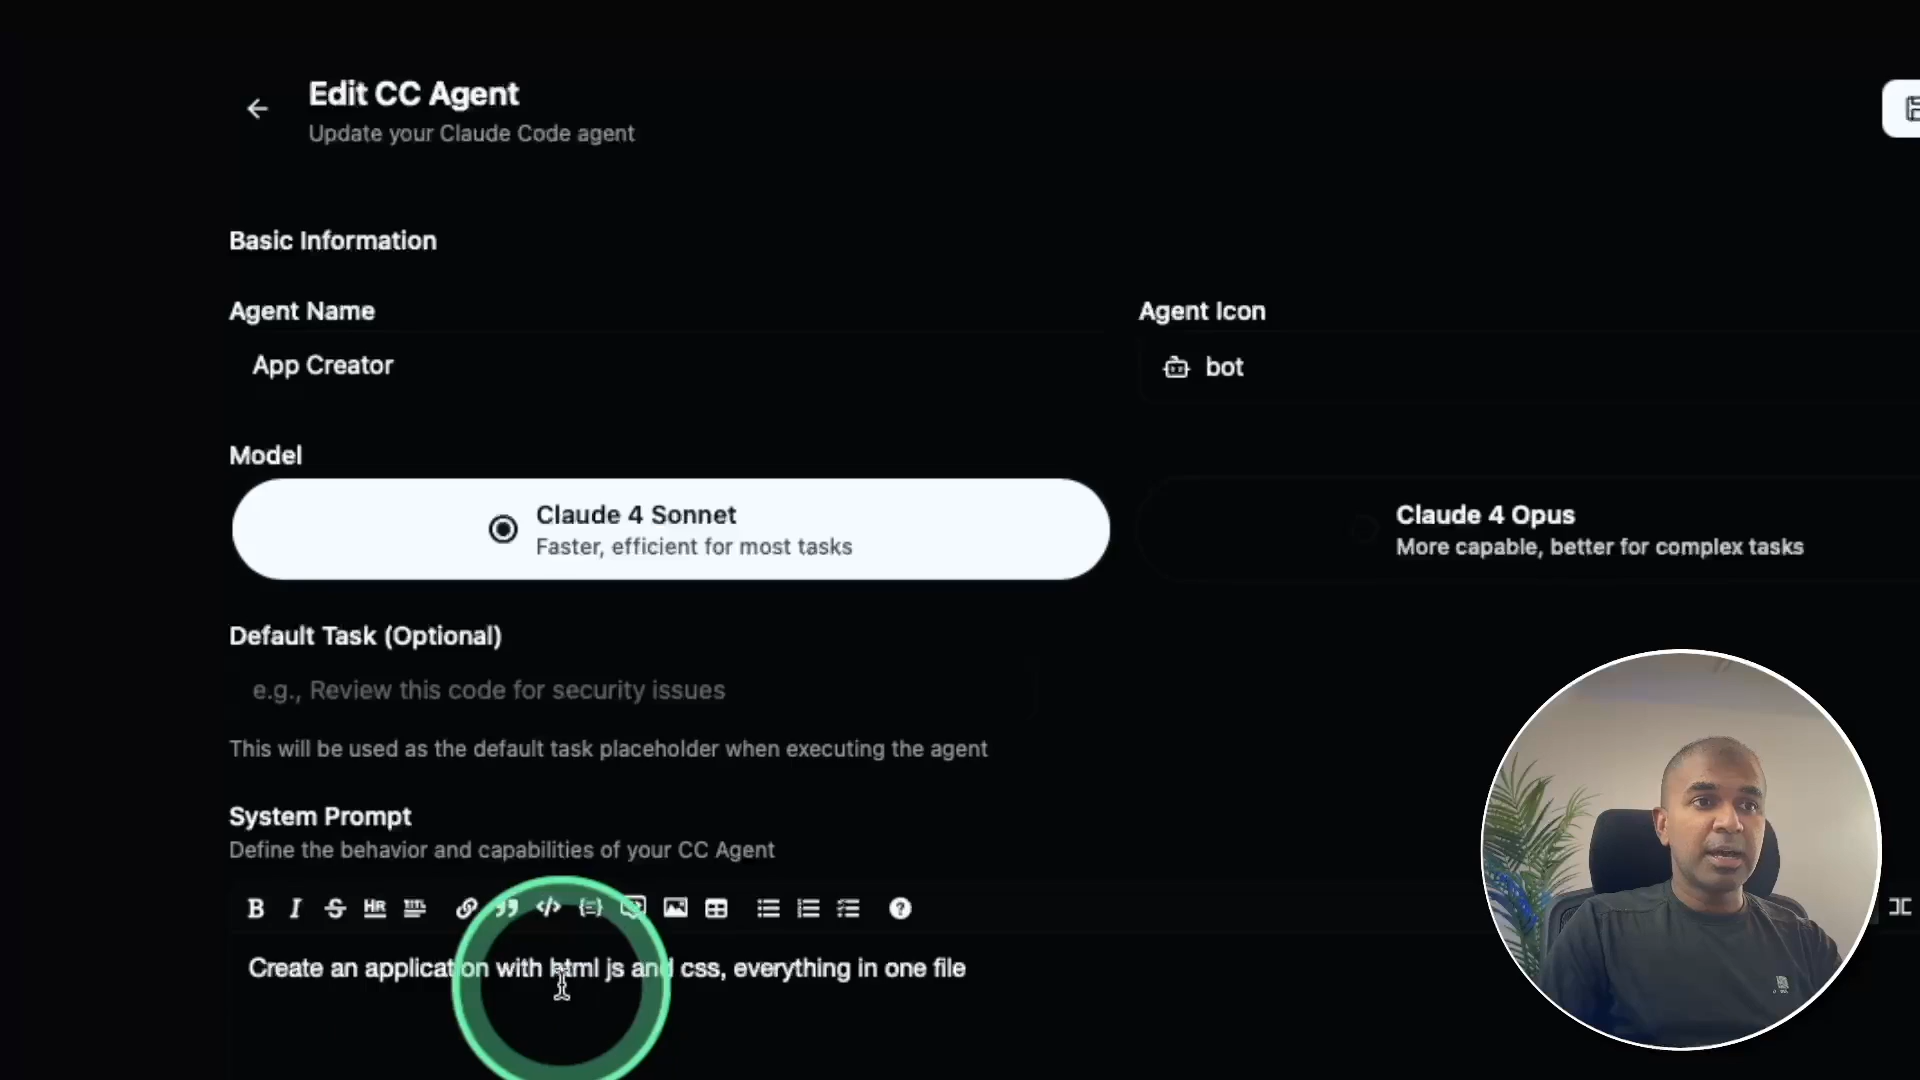 Edit CC Agent
Update your Claude Code agent
Basic Information
Agent Name
Agent Icon
App Creator
bot
Model
Claude 4 Sonnet
Faster, efficient for most tasks
Claude 4 Opus
More capable, better for complex tasks
Default Task (Optional)
e.g., Review this code for security issues
This will be used as the default task placeholder when executing the agent
System Prompt
Define the behavior and capabilities of your CC Agent
Create an application with html js and css, everything in one file